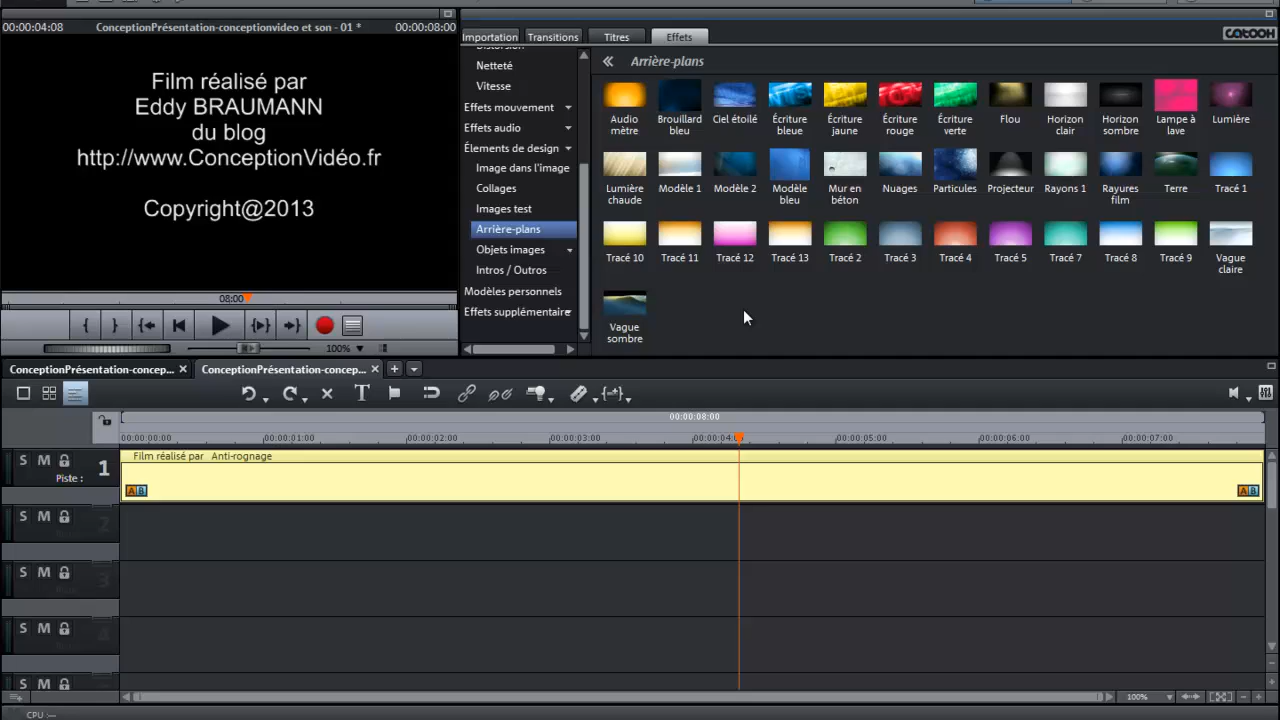 00:00:04:08
ConceptionPrésentation-conceptionvideo et son - 01 *
00:00:08:00
Film réalisé par
Eddy BRAUMANN
du blog
http://www.ConceptionVidéo.fr
Copyright@2013
08:00
100%
Importation
Transitions
Titres
Effets
CATOOH
Distorsion
Netteté
Vitesse
Effets mouvement
Effets audio
Élements de design
Image dans l'image
Collages
Images test
Arrière-plans
Objets images
Intros / Outros
Modèles personnels
Effets supplémentaire
Arrière-plans
Audio mètre
Brouillard bleu
Ciel étoilé
Écriture bleue
Écriture jaune
Écriture rouge
Écriture verte
Flou
Horizon clair
Horizon sombre
Lampe à lave
Lumière
Lumière chaude
Modèle 1
Modèle 2
Modèle bleu
Mur en béton
Nuages
Particules
Projecteur
Rayons 1
Rayures film
Terre
Tracé 1
Tracé 10
Tracé 11
Tracé 12
Tracé 13
Tracé 2
Tracé 3
Tracé 4
Tracé 5
Tracé 7
Tracé 8
Tracé 9
Vague claire
Vague sombre
ConceptionPrésentation-concep...
ConceptionPrésentation-concep...
00:00:08:00
00:00:00:00
00:00:01:00
00:00:02:00
00:00:03:00
00:00:04:
00:00:05:00
00:00:06:00
00:00:07:00
S M 1
Piste :
Film réalisé par Anti-rognage
A B
A B
S M 2
S M 3
S M 4
S M
100%
CPU :--